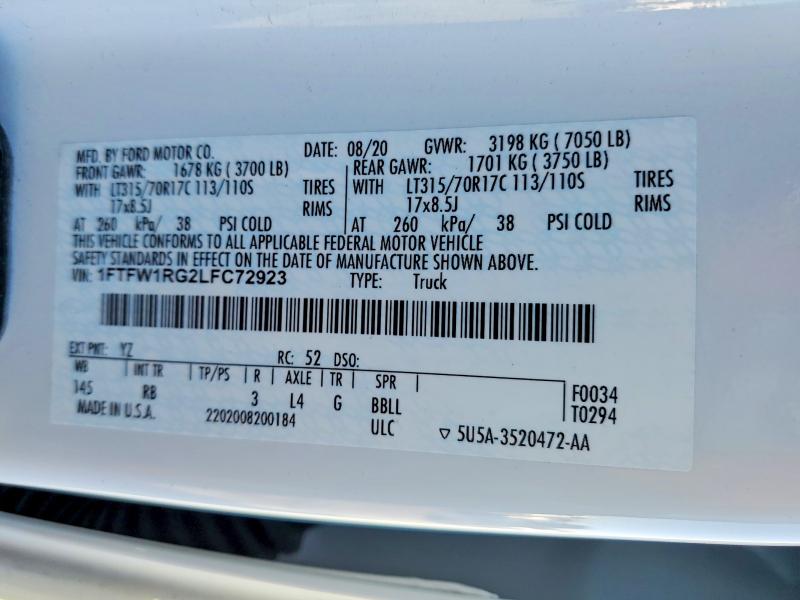 MFD. BY FORD MOTOR CO. DATE: 08/20 GVWR: 3198 KG ( 7050 LB)
FRONT GAWR: 1678 KG ( 3700 LB) REAR GAWR: 1701 KG ( 3750 LB)
WITH LT315/70R17C 113/110S TIRES WITH LT315/70R17C 113/110S TIRES
17x8.5J RIMS 17x8.5J RIMS
AT 260 kPa/ 38 PSI COLD AT 260 kPa/ 38 PSI COLD
THIS VEHICLE CONFORMS TO ALL APPLICABLE FEDERAL MOTOR VEHICLE
SAFETY STANDARDS IN EFFECT ON THE DATE OF MANUFACTURE SHOWN ABOVE.
VIN: 1FTFW1RG2LFC72923 TYPE: Truck
EXT PNT: YZ RC: 52 DSO:
WB INT TR TP/PS R AXLE TR SPR F0034
145 RB 3 L4 G BBLL T0294
MADE IN U.S.A. 2202008200184 ULC ▽ 5U5A-3520472-AA